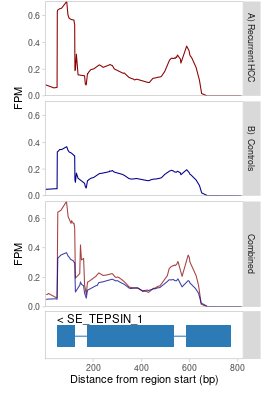 0.6
0.4
0.2
0.0
A) Recurrent HCC
FPM
0.6
0.4
0.2
0.0
B) Controls
0.6
0.4
0.2
0.0
FPM
Combined
< SE_TEPSIN_1
200
400
600
800
Distance from region start (bp)